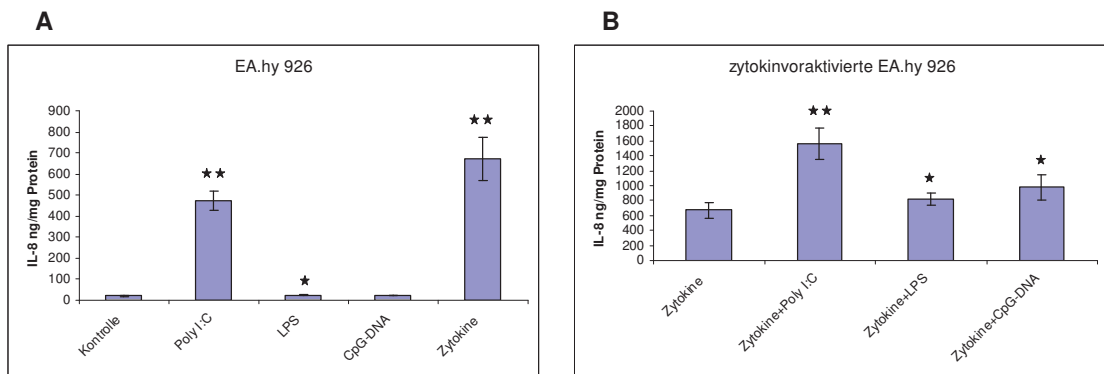 A
EA.hy 926
IL-8 ng/mg Protein
900
800
700
600
500
400
300
200
100
0
Kontrolle
Poly I:C
LPS
CpG-DNA
Zytokine
B
zytokinvoraktivierte EA.hy 926
IL-8 ng/mg Protein
2000
1800
1600
1400
1200
1000
800
600
400
200
0
Zytokine
Zytokine+Poly I:C
Zytokine+LPS
Zytokine+CpG-DNA